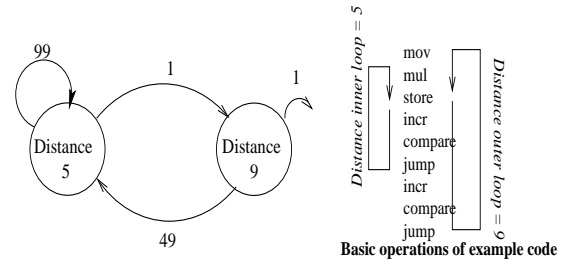 99
1
1
Distance
5
Distance
9
49
Distance inner loop = 5
mov
mul
store
incr
compare
jump
incr
compare
jump
Distance outer loop = 9
Basic operations of example code